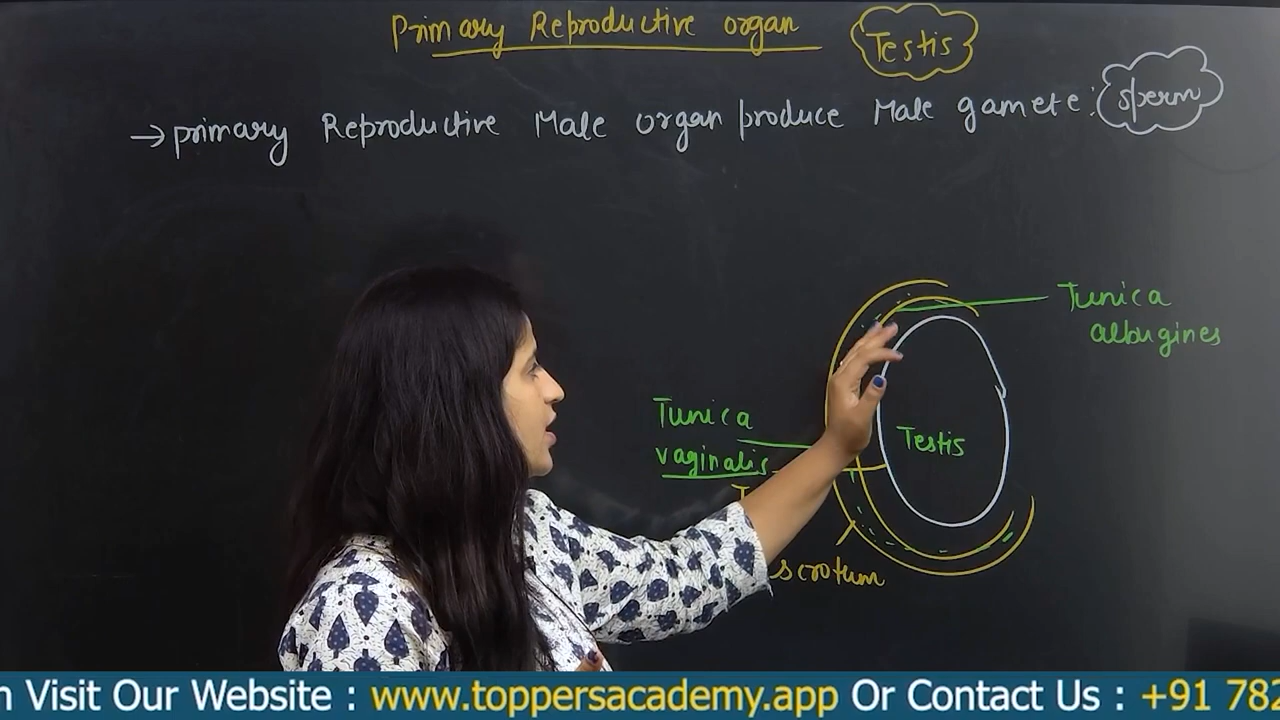 Primary Reproductive organ Testis
→ primary Reproductive Male organ produce Male gamete: sperm
Tunica
albugines
Tunica
vaginalis
Testis
scrotum
n Visit Our Website : www.toppersacademy.app Or Contact Us : +91 782